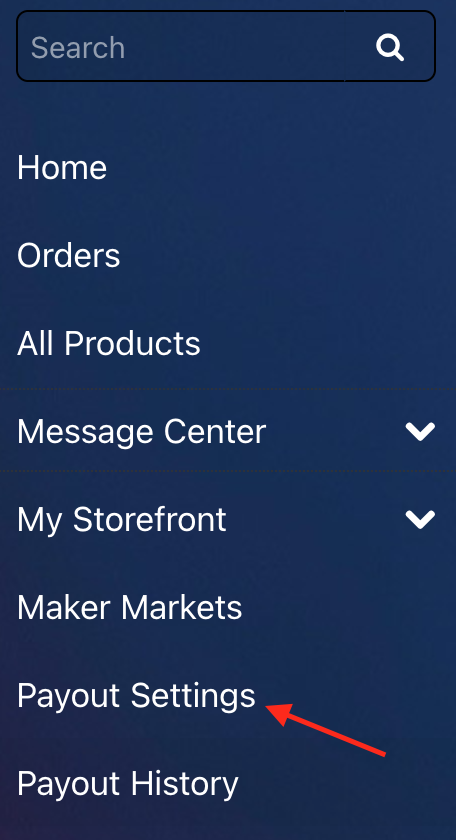 Search
Home
Orders
All Products
Message Center
My Storefront
Maker Markets
Payout Settings
Payout History